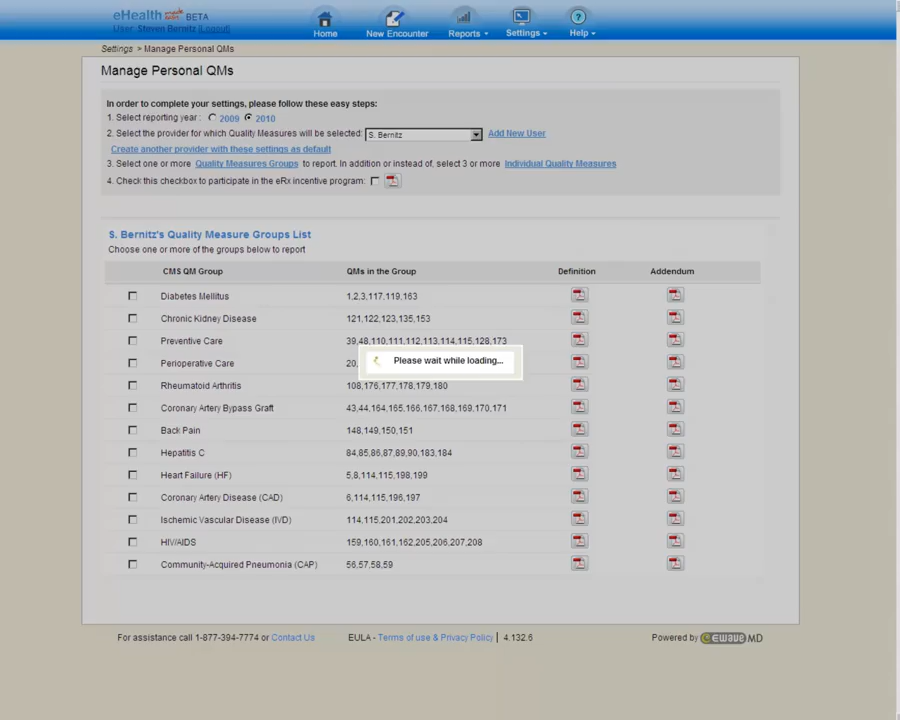 eHealth BETA
User: Steven Bernitz (Logout)
Home
New Encounter
Reports
Settings
Help
Settings > Manage Personal QMs
Manage Personal QMs
In order to complete your settings, please follow these easy steps:
1. Select reporting year : 2009 2010
2. Select the provider for which Quality Measures will be selected: S. Bernitz Add New User
Create another provider with these settings as default
3. Select one or more Quality Measures Groups to report. In addition or instead of, select 3 or more Individual Quality Measures
4. Check this checkbox to participate in the eRx incentive program:
S. Bernitz's Quality Measure Groups List
Choose one or more of the groups below to report
CMS QM Group QMs in the Group Definition Addendum
Diabetes Mellitus 1,2,3,117,119,163
Chronic Kidney Disease 121,122,123,135,153
Preventive Care 39,48,110,111,112,113,114,115,128,173
Perioperative Care 20,
Please wait while loading...
Rheumatoid Arthritis 108,176,177,178,179,180
Coronary Artery Bypass Graft 43,44,164,165,166,167,168,169,170,171
Back Pain 148,149,150,151
Hepatitis C 84,85,86,87,89,90,183,184
Heart Failure (HF) 5,8,114,115,198,199
Coronary Artery Disease (CAD) 6,114,115,196,197
Ischemic Vascular Disease (IVD) 114,115,201,202,203,204
HIV/AIDS 159,160,161,162,205,206,207,208
Community-Acquired Pneumonia (CAP) 56,57,58,59
For assistance call 1-877-394-7774 or Contact Us EULA - Terms of use & Privacy Policy | 4.132.6 Powered by ewaveMD